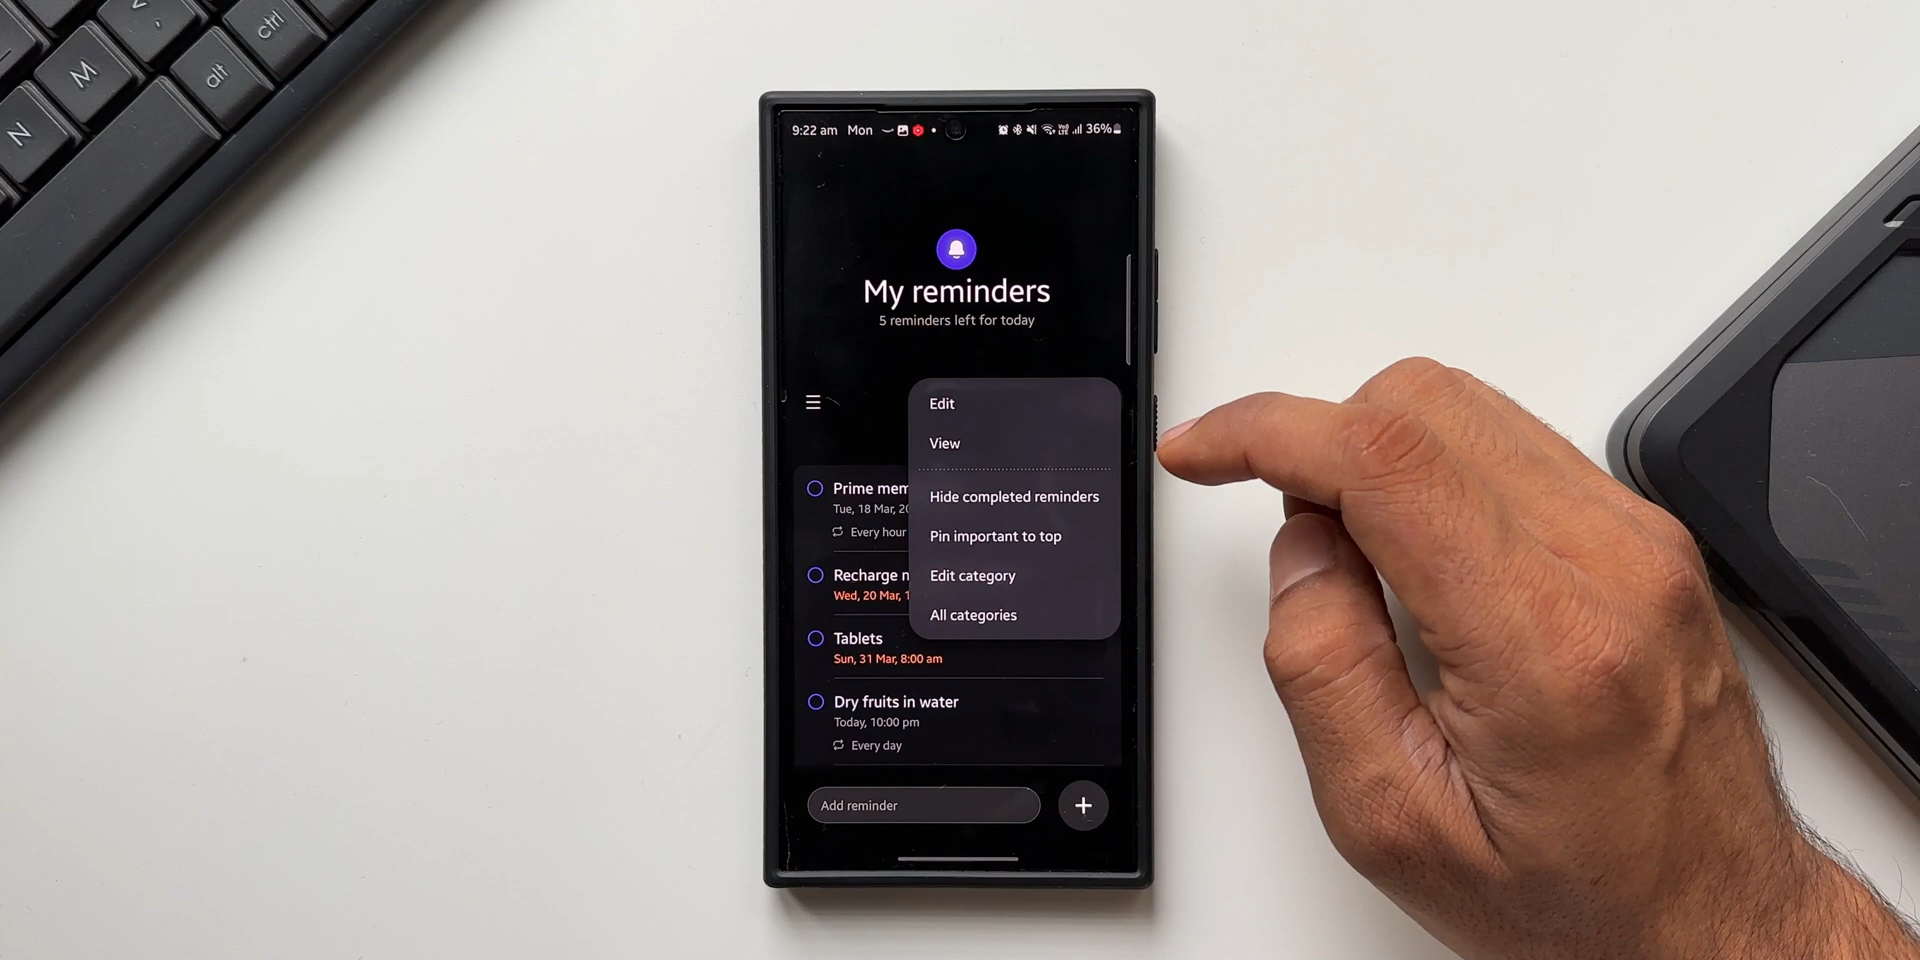 ctrl
alt
M
N
9:22 am Mon
36%
My reminders
5 reminders left for today
Edit
View
Hide completed reminders
Pin important to top
Edit category
All categories
Prime mem
Tue, 18 Mar, 20
Every hour
Recharge
Wed, 20 Mar, 1
Tablets
Sun, 31 Mar, 8:00 am
Dry fruits in water
Today, 10:00 pm
Every day
Add reminder